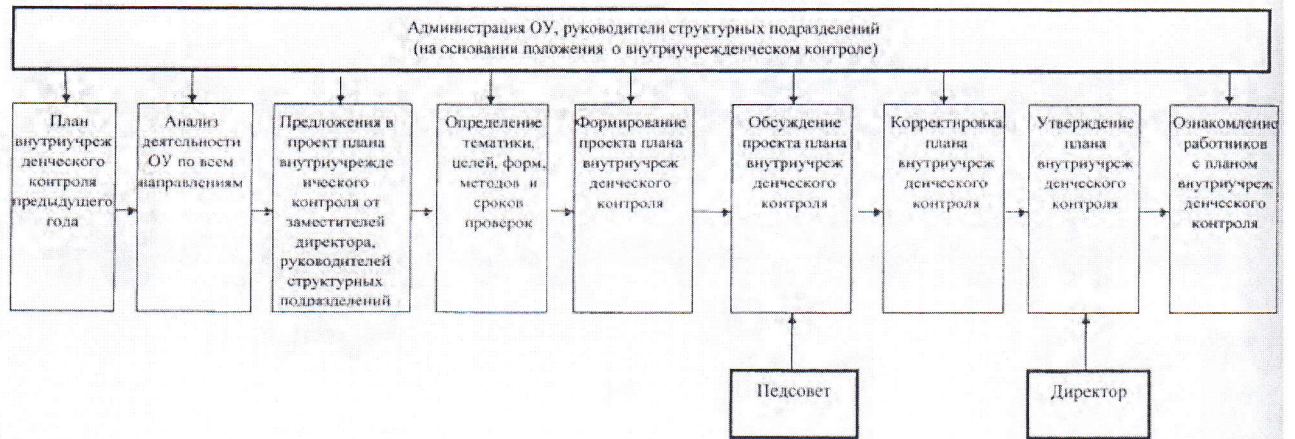 Администрация ОУ, руководители структурных подразделений
(на основании положения о внутриучрежденческом контроле)
План
внутриучреж
денческого
контроля
предыдущего
года
Анализ
деятельности
ОУ по всем
направлениям
Предложения в
проект плана
внутриучрежде
нческого
контроля от
заместителей
директора,
руководителей
структурных
подразделений
Определение
тематики,
целей, форм,
методов и
сроков
проверок
Формирование
проекта плана
внутриучреж
денческого
контроля
Обсуждение
проекта плана
внутриучреж
денческого
контроля
Корректировка
плана
внутриучреж
денческого
контроля
Утверждение
плана
внутриучреж
денческого
контроля
Ознакомление
работников
с планом
внутриучреж
денческого
контроля
Педсовет
Директор